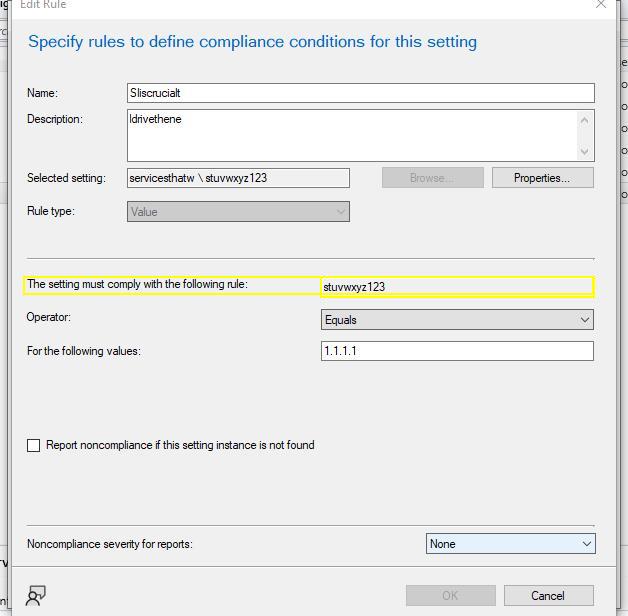 Edit Rule
Specify rules to define compliance conditions for this setting
Name:
Sliscrucialt
Description:
Idrivethene
Selected setting:
servicesthatw \ stuvwxyz123
Browse...
Properties...
Rule type:
Value
The setting must comply with the following rule:
stuvwxyz123
Operator:
Equals
For the following values:
1.1.1.1
Report noncompliance if this setting instance is not found
Noncompliance severity for reports:
None
OK
Cancel